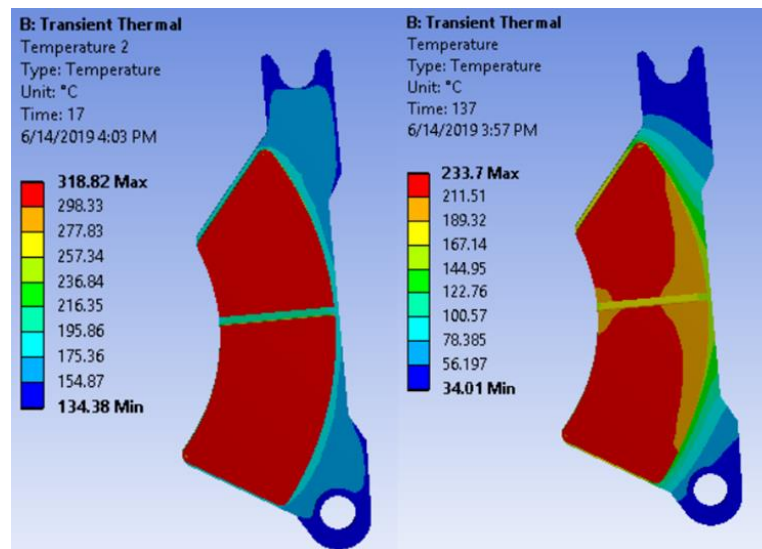 B: Transient Thermal
Temperature 2
Type: Temperature
Unit: °C
Time: 17
6/14/2019 4:03 PM
318.82 Max
298.33
277.83
257.34
236.84
216.35
195.86
175.36
154.87
134.38 Min
B: Transient Thermal
Temperature
Type: Temperature
Unit: °C
Time: 137
6/14/2019 3:57 PM
233.7 Max
211.51
189.32
167.14
144.95
122.76
100.57
78.385
56.197
34.01 Min